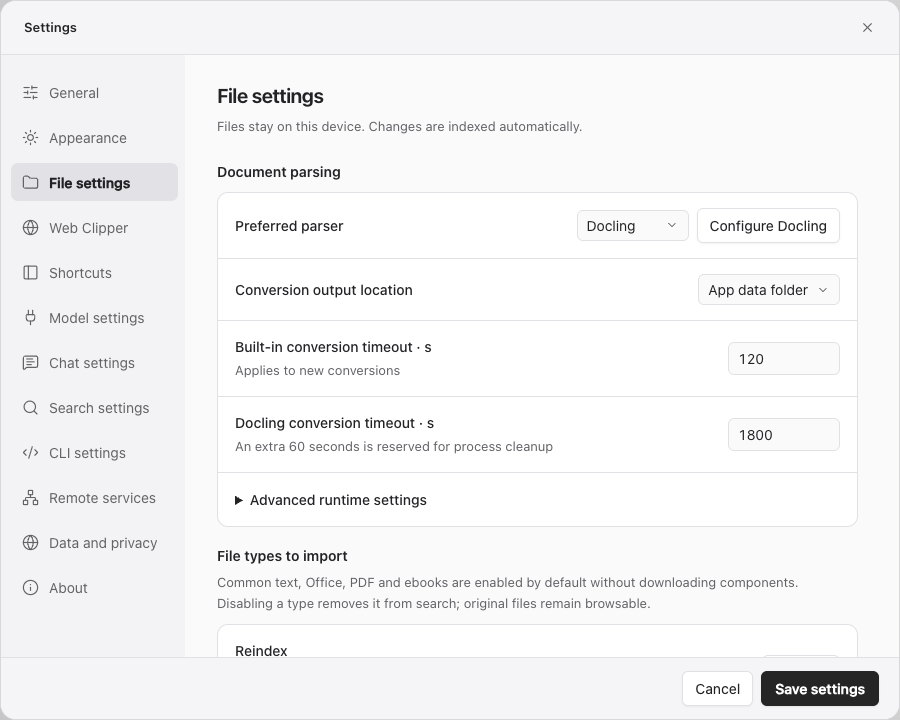 Settings
General
Appearance
File settings
Web Clipper
Shortcuts
Model settings
Chat settings
Search settings
CLI settings
Remote services
Data and privacy
About
File settings
Files stay on this device. Changes are indexed automatically.
Document parsing
Preferred parser
Docling
Configure Docling
Conversion output location
App data folder
Built-in conversion timeout · s
Applies to new conversions
120
Docling conversion timeout · s
An extra 60 seconds is reserved for process cleanup
1800
Advanced runtime settings
File types to import
Common text, Office, PDF and ebooks are enabled by default without downloading components.
Disabling a type removes it from search; original files remain browsable.
Reindex
Cancel
Save settings